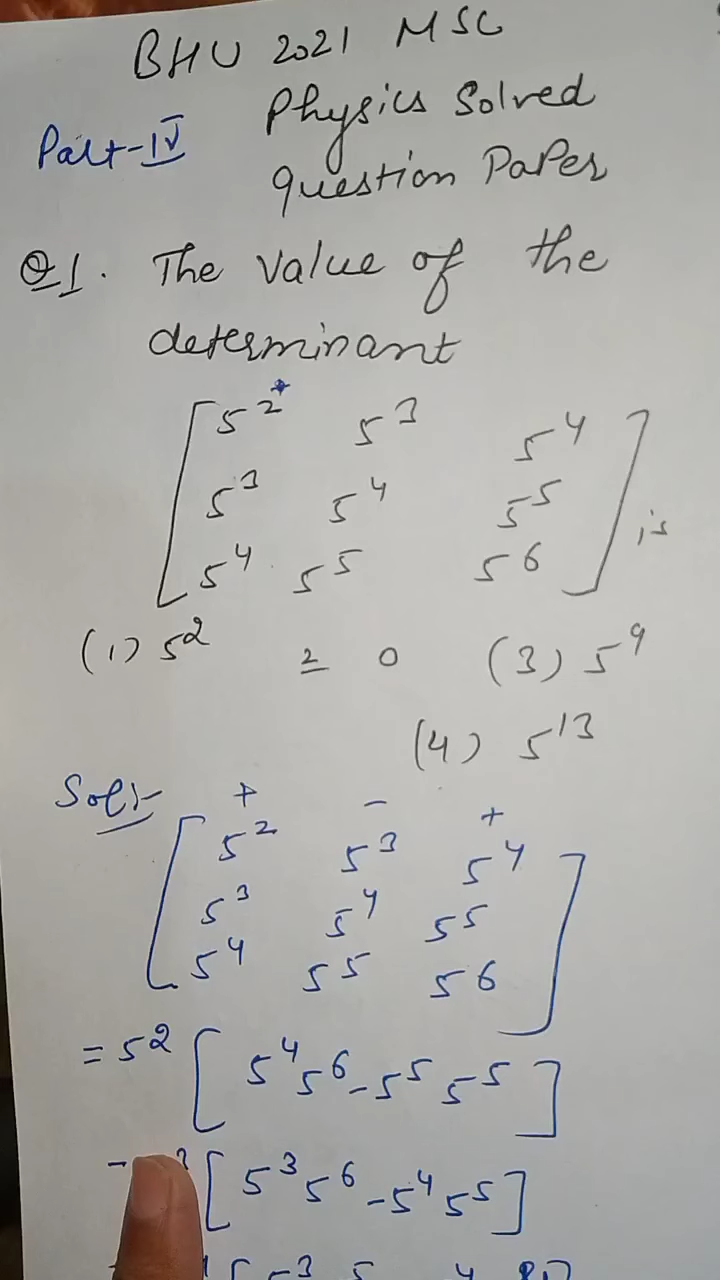 BHU 2021 MSC
Part-IV Physics Solved
question Paper
Q1. The value of the
determinant
[ 5² 5³ 5⁴
5³ 5⁴ 5⁵
5⁴ 5⁵ 5⁶ ] is
(1) 5² 2 0 (3) 5⁹
(4) 5¹³
Sol:-
+ - +
[ 5² 5³ 5⁴
5³ 5⁴ 5⁵
5⁴ 5⁵ 5⁶ ]
= 5² [ 5⁴5⁶ - 5⁵ 5⁵ ]
- [ 5³5⁶ - 5⁴5⁵ ]